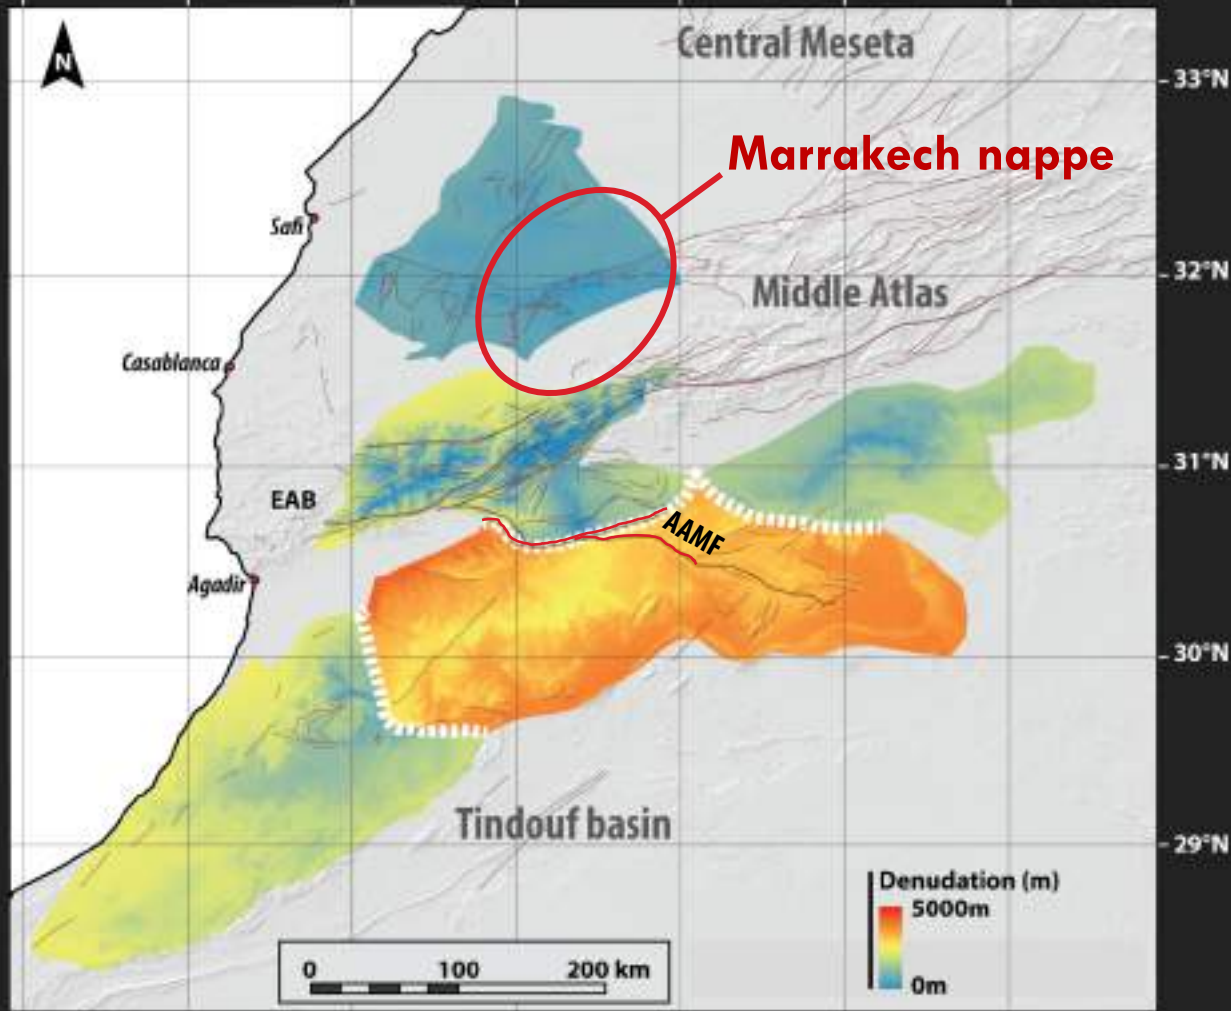 N
Central Meseta
33°N
Marrakech nappe
Safi
32°N
Middle Atlas
Casablanca
31°N
EAB
AAMF
Agadir
30°N
Tindouf basin
29°N
Denudation (m)
5000m
0m
0 100 200 km